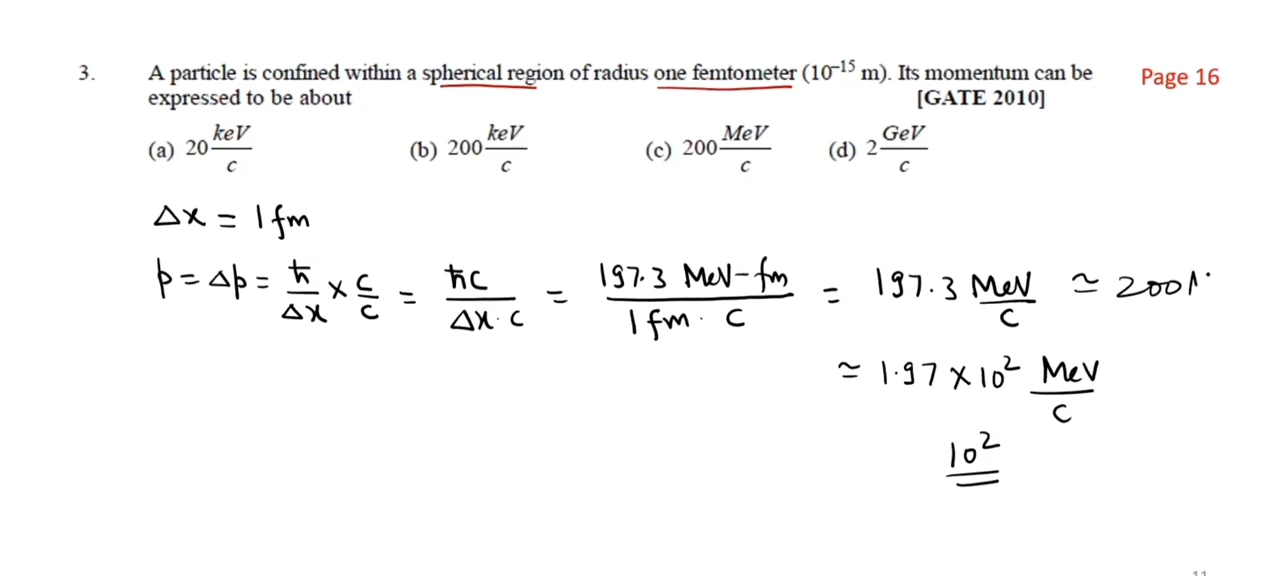 3. A particle is confined within a spherical region of radius one femtometer (10⁻¹⁵ m). Its momentum can be Page 16
expressed to be about [GATE 2010]
(a) 20 keV/c (b) 200 keV/c (c) 200 MeV/c (d) 2 GeV/c
Δx = 1 fm
p = Δp = ħ/Δx × c/c = ħc/Δx·c = 197.3 MeV-fm/1 fm·c = 197.3 MeV/c ≃ 200
≃ 1.97 × 10² MeV/c
10²